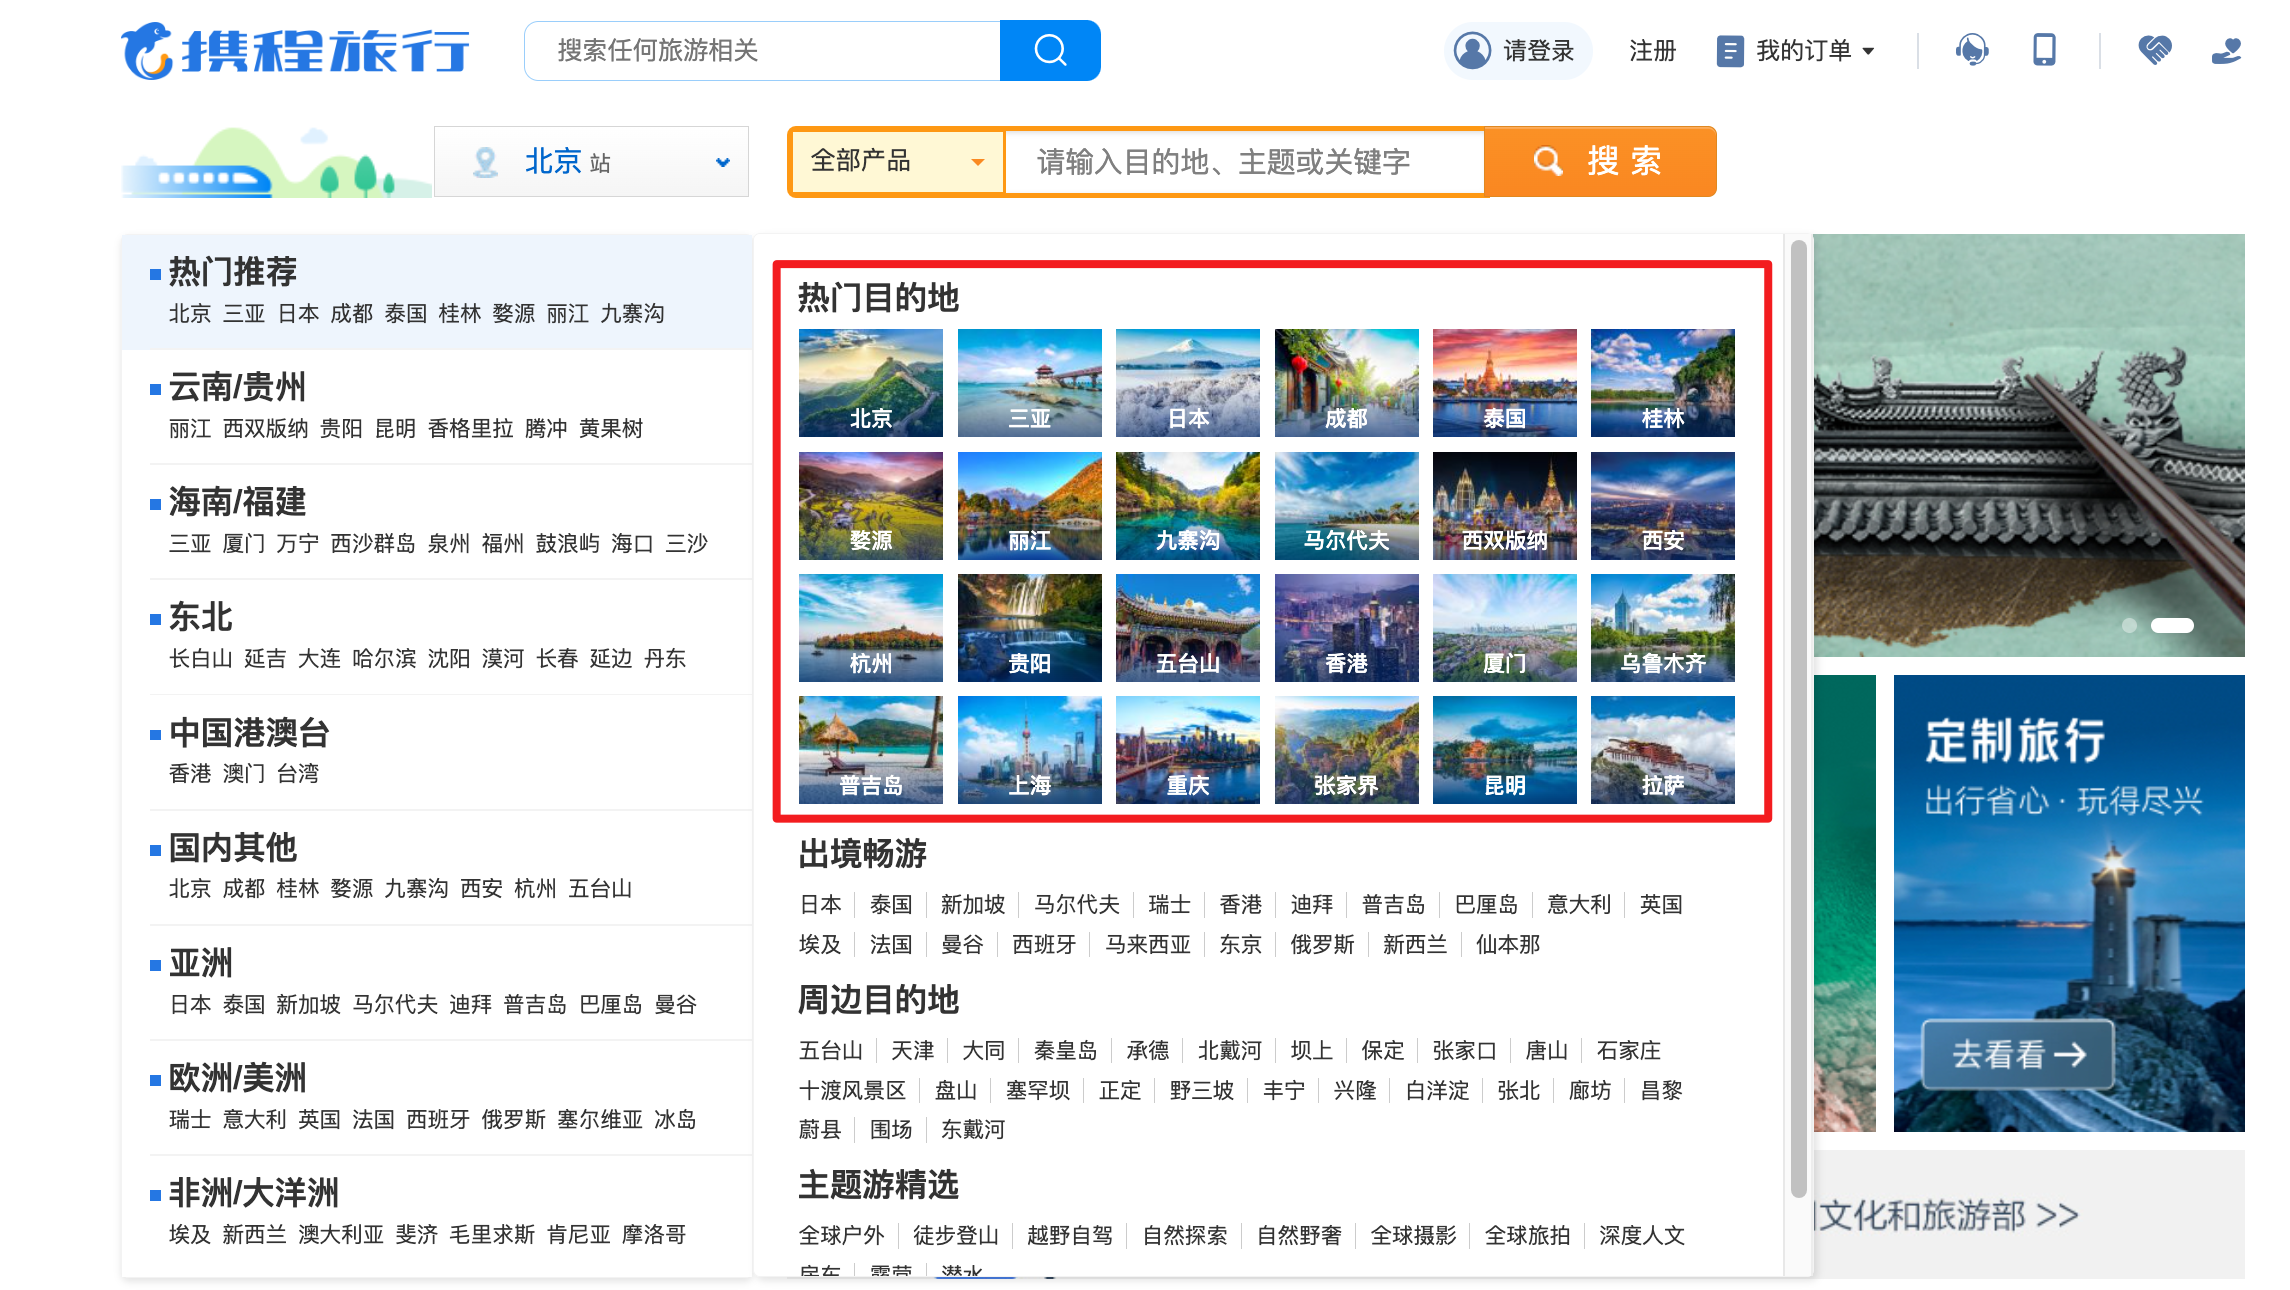 携程旅行
搜索任何旅游相关
请登录
注册
我的订单
北京 站
全部产品
请输入目的地、主题或关键字
搜 索
热门推荐
北京 三亚 日本 成都 泰国 桂林 婺源 丽江 九寨沟
云南/贵州
丽江 西双版纳 贵阳 昆明 香格里拉 腾冲 黄果树
海南/福建
三亚 厦门 万宁 西沙群岛 泉州 福州 鼓浪屿 海口 三沙
东北
长白山 延吉 大连 哈尔滨 沈阳 漠河 长春 延边 丹东
中国港澳台
香港 澳门 台湾
国内其他
北京 成都 桂林 婺源 九寨沟 西安 杭州 五台山
亚洲
日本 泰国 新加坡 马尔代夫 迪拜 普吉岛 巴厘岛 曼谷
欧洲/美洲
瑞士 意大利 英国 法国 西班牙 俄罗斯 塞尔维亚 冰岛
非洲/大洋洲
埃及 新西兰 澳大利亚 斐济 毛里求斯 肯尼亚 摩洛哥
热门目的地
北京 三亚 日本 成都 泰国 桂林
婺源 丽江 九寨沟 马尔代夫 西双版纳 西安
杭州 贵阳 五台山 香港 厦门 乌鲁木齐
普吉岛 上海 重庆 张家界 昆明 拉萨
出境畅游
日本 泰国 新加坡 马尔代夫 瑞士 香港 迪拜 普吉岛 巴厘岛 意大利 英国
埃及 法国 曼谷 西班牙 马来西亚 东京 俄罗斯 新西兰 仙本那
周边目的地
五台山 天津 大同 秦皇岛 承德 北戴河 坝上 保定 张家口 唐山 石家庄
十渡风景区 盘山 塞罕坝 正定 野三坡 丰宁 兴隆 白洋淀 张北 廊坊 昌黎
蔚县 围场 东戴河
主题游精选
全球户外 徒步登山 越野自驾 自然探索 自然野奢 全球摄影 全球旅拍 深度人文
房车 露营 潜水
定制旅行
出行省心 · 玩得尽兴
去看看→
文化和旅游部 >>